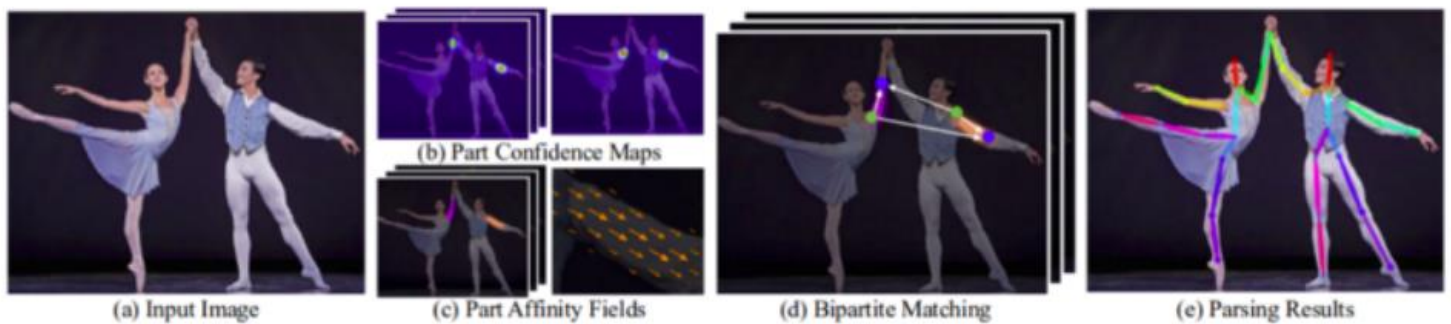 (a) Input Image
(b) Part Confidence Maps
(c) Part Affinity Fields
(d) Bipartite Matching
(e) Parsing Results